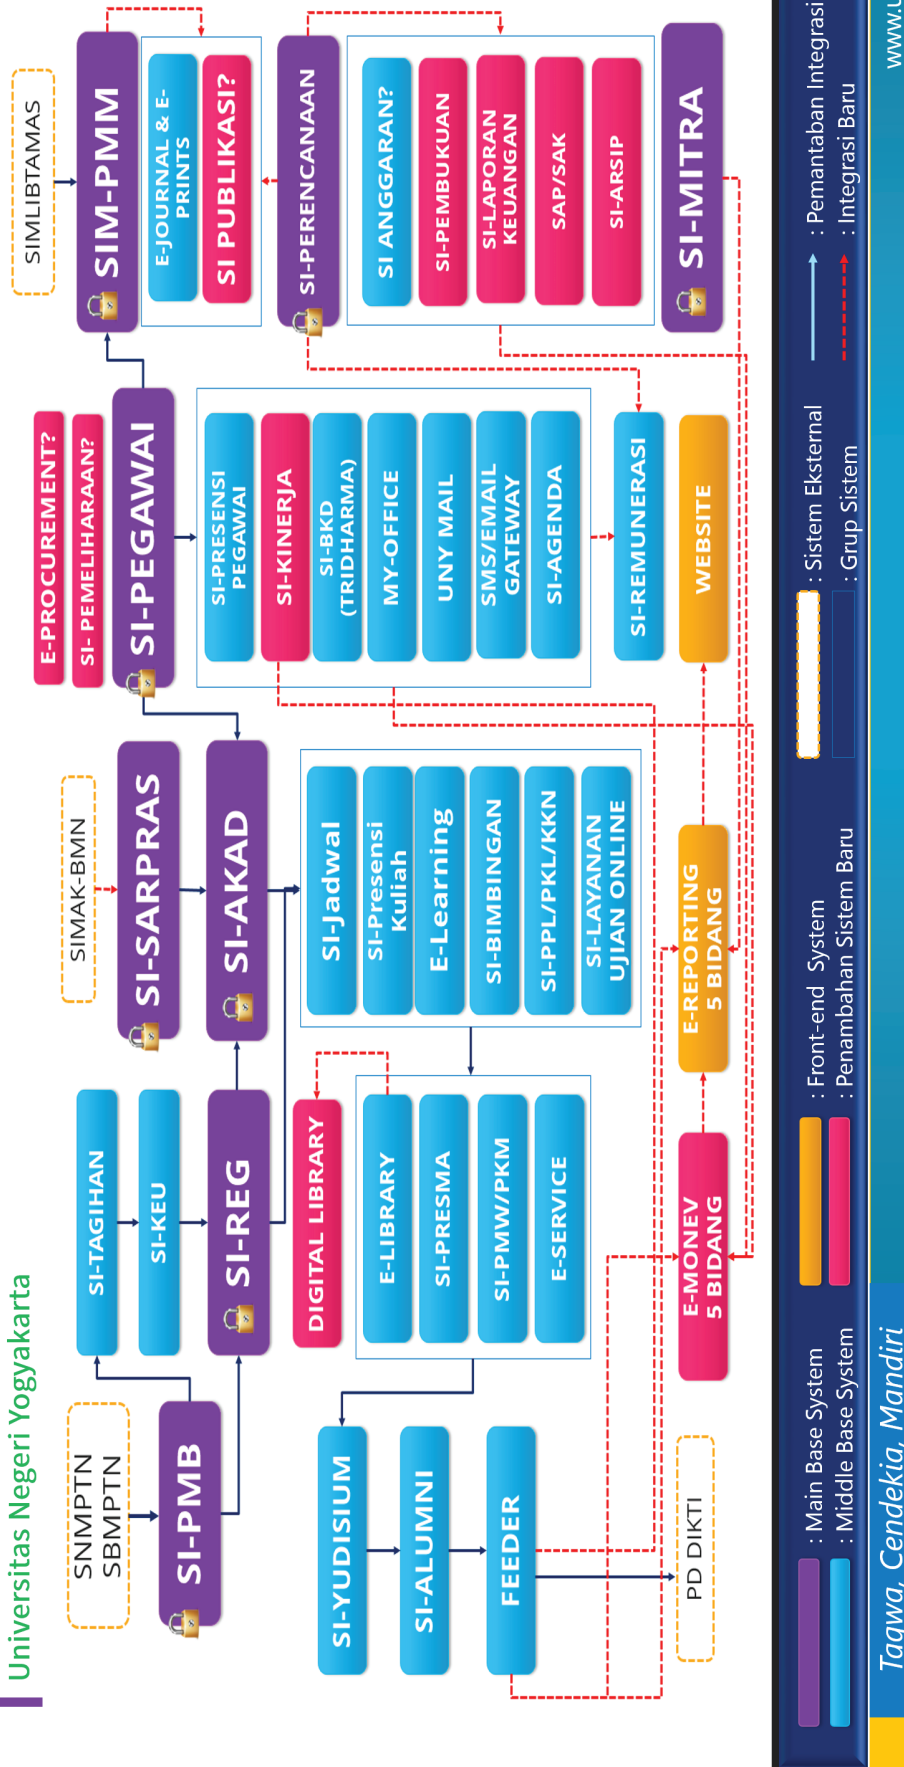 Universitas Negeri Yogyakarta
SNMPTN
SBMPTN
SI-PMB
SI-TAGIHAN
SI-KEU
SI-REG
SIMAK-BMN
SI-SARPRAS
SI-AKAD
E-PROCUREMENT?
SI- PEMELIHARAAN?
SI-PEGAWAI
SIMLIBTAMAS
SIM-PMM
E-JOURNAL & E-
PRINTS
SI PUBLIKASI?
SI-PERENCANAAN
SI ANGGARAN?
SI-PEMBUKUAN
SI-LAPORAN
KEUANGAN
SAP/SAK
SI-ARSIP
SI-MITRA
SI-PRESENSI
PEGAWAI
SI-KINERJA
SI-BKD
(TRIDHARMA)
MY-OFFICE
UNY MAIL
SMS/EMAIL
GATEWAY
SI-AGENDA
SI-REMUNERASI
WEBSITE
SI-Jadwal
SI-Presensi
Kuliah
E-Learning
SI-BIMBINGAN
SI-PPL/PKL/KKN
SI-LAYANAN
UJIAN ONLINE
DIGITAL LIBRARY
E-LIBRARY
SI-PRESMA
SI-PMW/PKM
E-SERVICE
SI-YUDISIUM
SI-ALUMNI
FEEDER
PD DIKTI
E-MONEV
5 BIDANG
E-REPORTING
5 BIDANG
: Main Base System
: Middle Base System
: Front-end System
: Penambahan Sistem Baru
: Sistem Eksternal
: Grup Sistem
: Pemantaban Integrasi
: Integrasi Baru
Taqwa, Cendekia, Mandiri
www.u